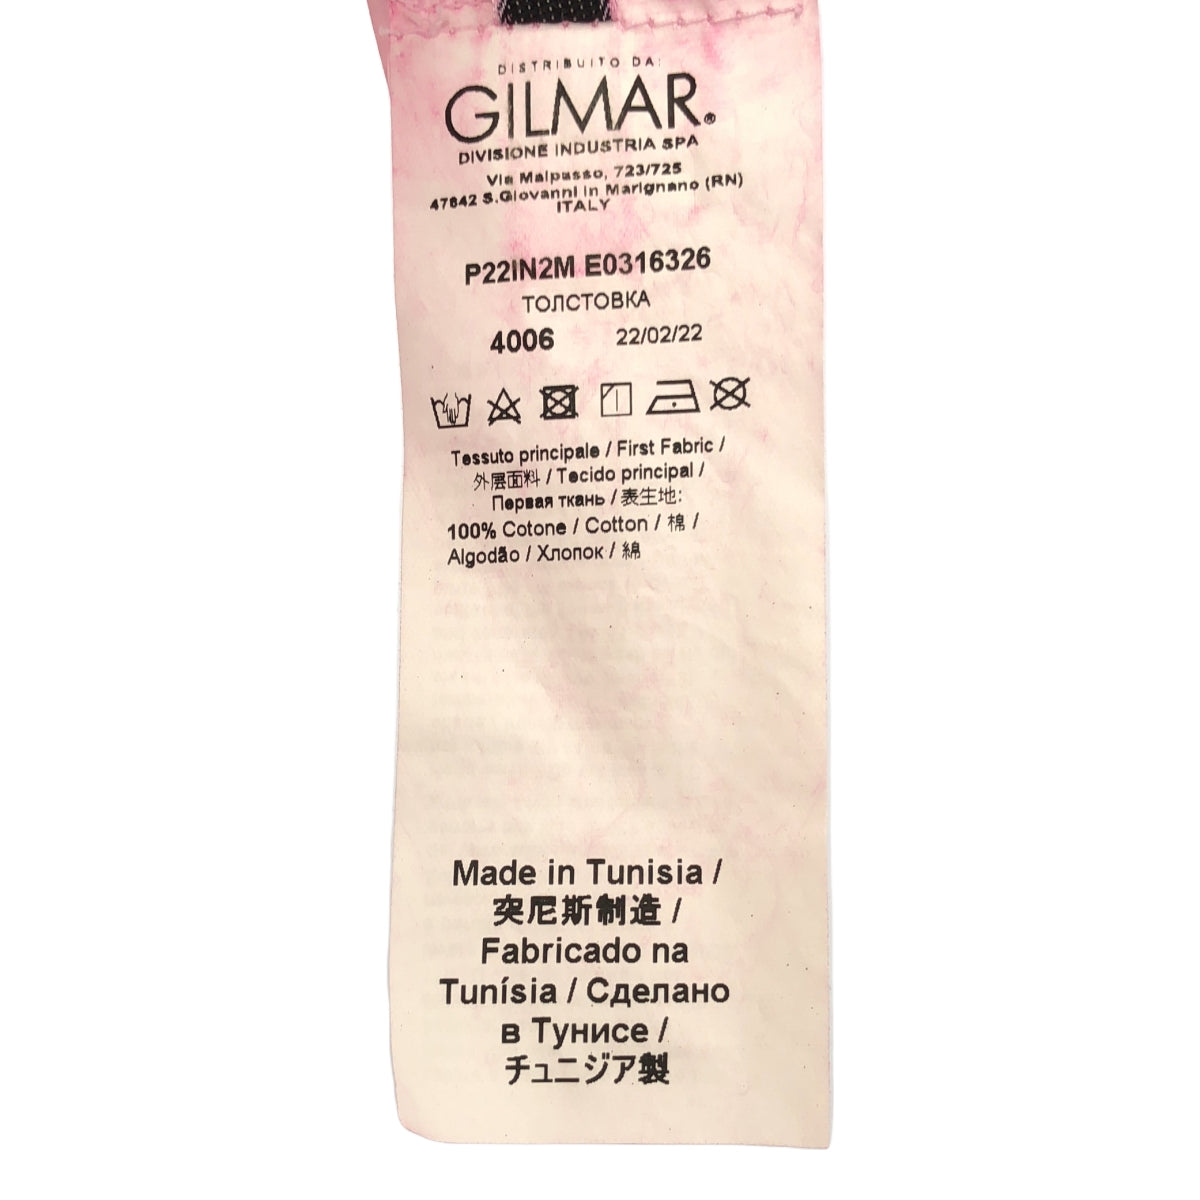 DISTRIBUITO DA:
GILMAR®
DIVISIONE INDUSTRIA SPA
Via Malpasso, 723/725
47842 S.Giovanni in Marignano (RN)
ITALY
P22IN2M E0316326
ТОЛСТОВКА
4006 22/02/22
Tessuto principale / First Fabric /
外层面料 / Tecido principal /
Первая ткань / 表生地:
100% Cotone / Cotton / 棉 /
Algodão / Хлопок / 綿
Made in Tunisia /
突尼斯制造 /
Fabricado na
Tunísia / Сделано
в Тунисе /
チュニジア製